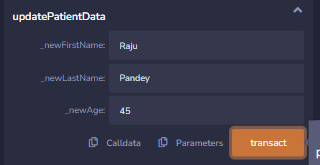 updatePatientData
_newFirstName: Raju
_newLastName: Pandey
_newAge: 45
Calldata Parameters transact